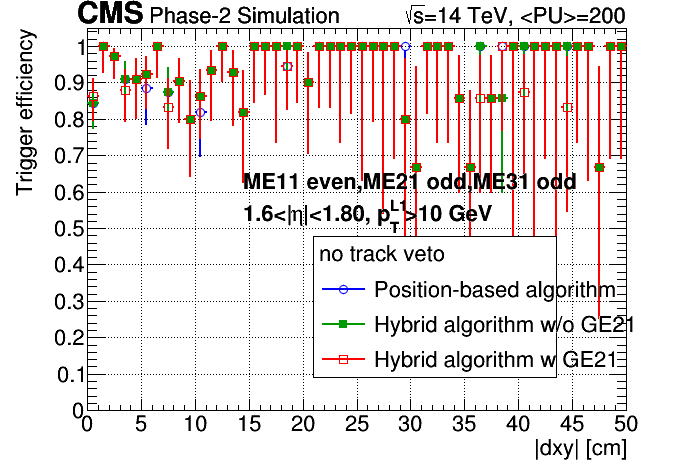 CMS Phase-2 Simulation √s=14 TeV, <PU>=200
Trigger efficiency
1
0.9
0.8
0.7
0.6
0.5
0.4
0.3
0.2
0.1
0
ME11 even,ME21 odd,ME31 odd
1.6<|η|<1.80, p_T^L1>10 GeV
no track veto
Position-based algorithm
Hybrid algorithm w/o GE21
Hybrid algorithm w GE21
0 5 10 15 20 25 30 35 40 45 50
|dxy| [cm]